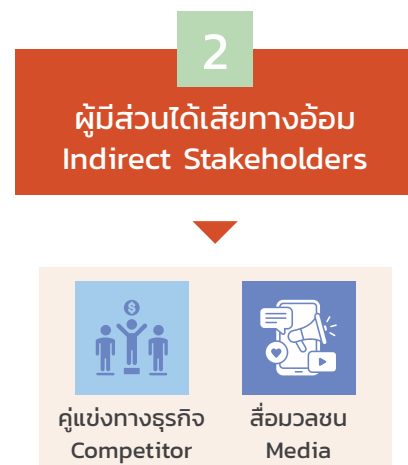 2
ผู้มีส่วนได้เสียทางอ้อม
Indirect Stakeholders
$
คู่แข่งทางธุรกิจ
Competitor
สื่อมวลชน
Media